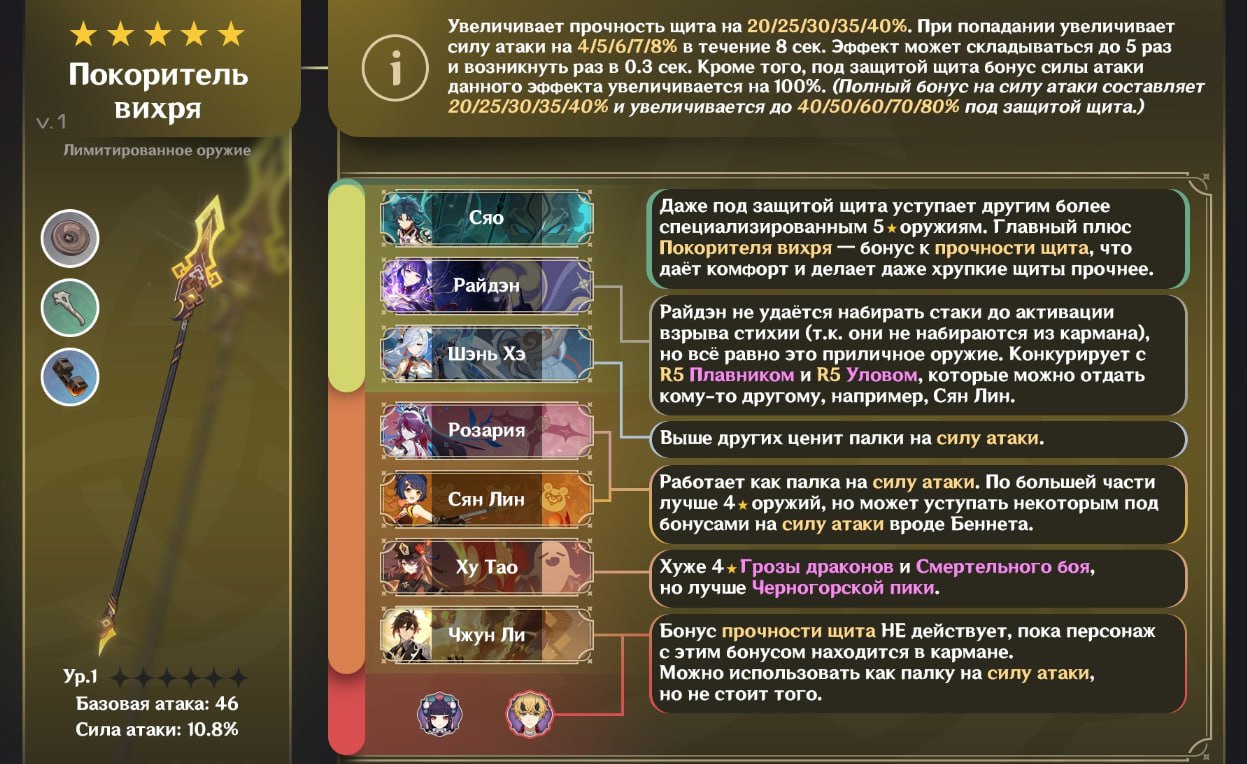 Покоритель
вихря
v.1
Лимитированное оружие
Ур.1
Базовая атака: 46
Сила атаки: 10.8%
i
Увеличивает прочность щита на 20/25/30/35/40%. При попадании увеличивает
силу атаки на 4/5/6/7/8% в течение 8 сек. Эффект может складываться до 5 раз
и возникнуть раз в 0.3 сек. Кроме того, под защитой щита бонус силы атаки
данного эффекта увеличивается на 100%. (Полный бонус на силу атаки составляет
20/25/30/35/40% и увеличивается до 40/50/60/70/80% под защитой щита.)
Сяо
Даже под защитой щита уступает другим более
специализированным 5★оружиям. Главный плюс
Покорителя вихря — бонус к прочности щита, что
даёт комфорт и делает даже хрупкие щиты прочнее.
Райдэн
Райдэн не удаётся набирать стаки до активации
взрыва стихии (т.к. они не набираются из кармана),
но всё равно это приличное оружие. Конкурирует с
R5 Плавником и R5 Уловом, которые можно отдать
кому-то другому, например, Сян Лин.
Шэнь Хэ
Выше других ценит палки на силу атаки.
Розария
Сян Лин
Работает как палка на силу атаки. По большей части
лучше 4★оружий, но может уступать некоторым под
бонусами на силу атаки вроде Беннета.
Ху Тао
Хуже 4★Грозы драконов и Смертельного боя,
но лучше Черногорской пики.
Чжун Ли
Бонус прочности щита НЕ действует, пока персонаж
с этим бонусом находится в кармане.
Можно использовать как палку на силу атаки,
но не стоит того.